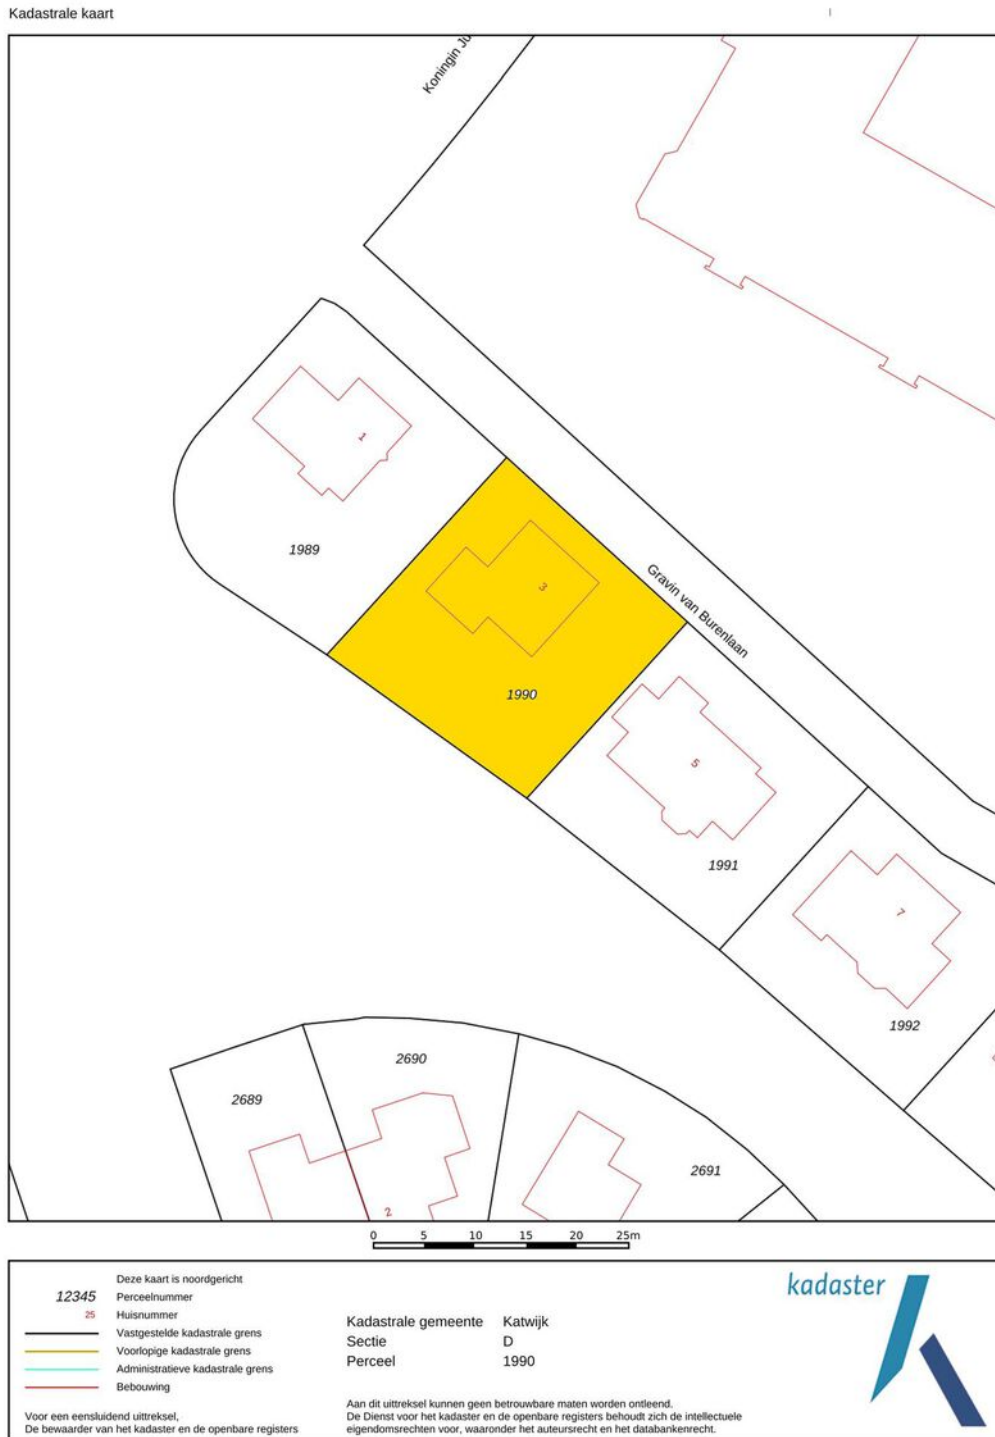 Kadastrale kaart
Koningin Ju
1
1989
3
Gravin van Burenlaan
1990
5
1991
7
1992
2690
2689
2691
2
0 5 10 15 20 25m
Deze kaart is noordgericht
12345 Perceelnummer
25 Huisnummer
Vastgestelde kadastrale grens
Voorlopige kadastrale grens
Administratieve kadastrale grens
Bebouwing
Voor een eensluidend uittreksel,
De bewaarder van het kadaster en de openbare registers
Kadastrale gemeente Katwijk
Sectie D
Perceel 1990
Aan dit uittreksel kunnen geen betrouwbare maten worden ontleend.
De Dienst voor het kadaster en de openbare registers behoudt zich de intellectuele
eigendomsrechten voor, waaronder het auteursrecht en het databankenrecht.
kadaster